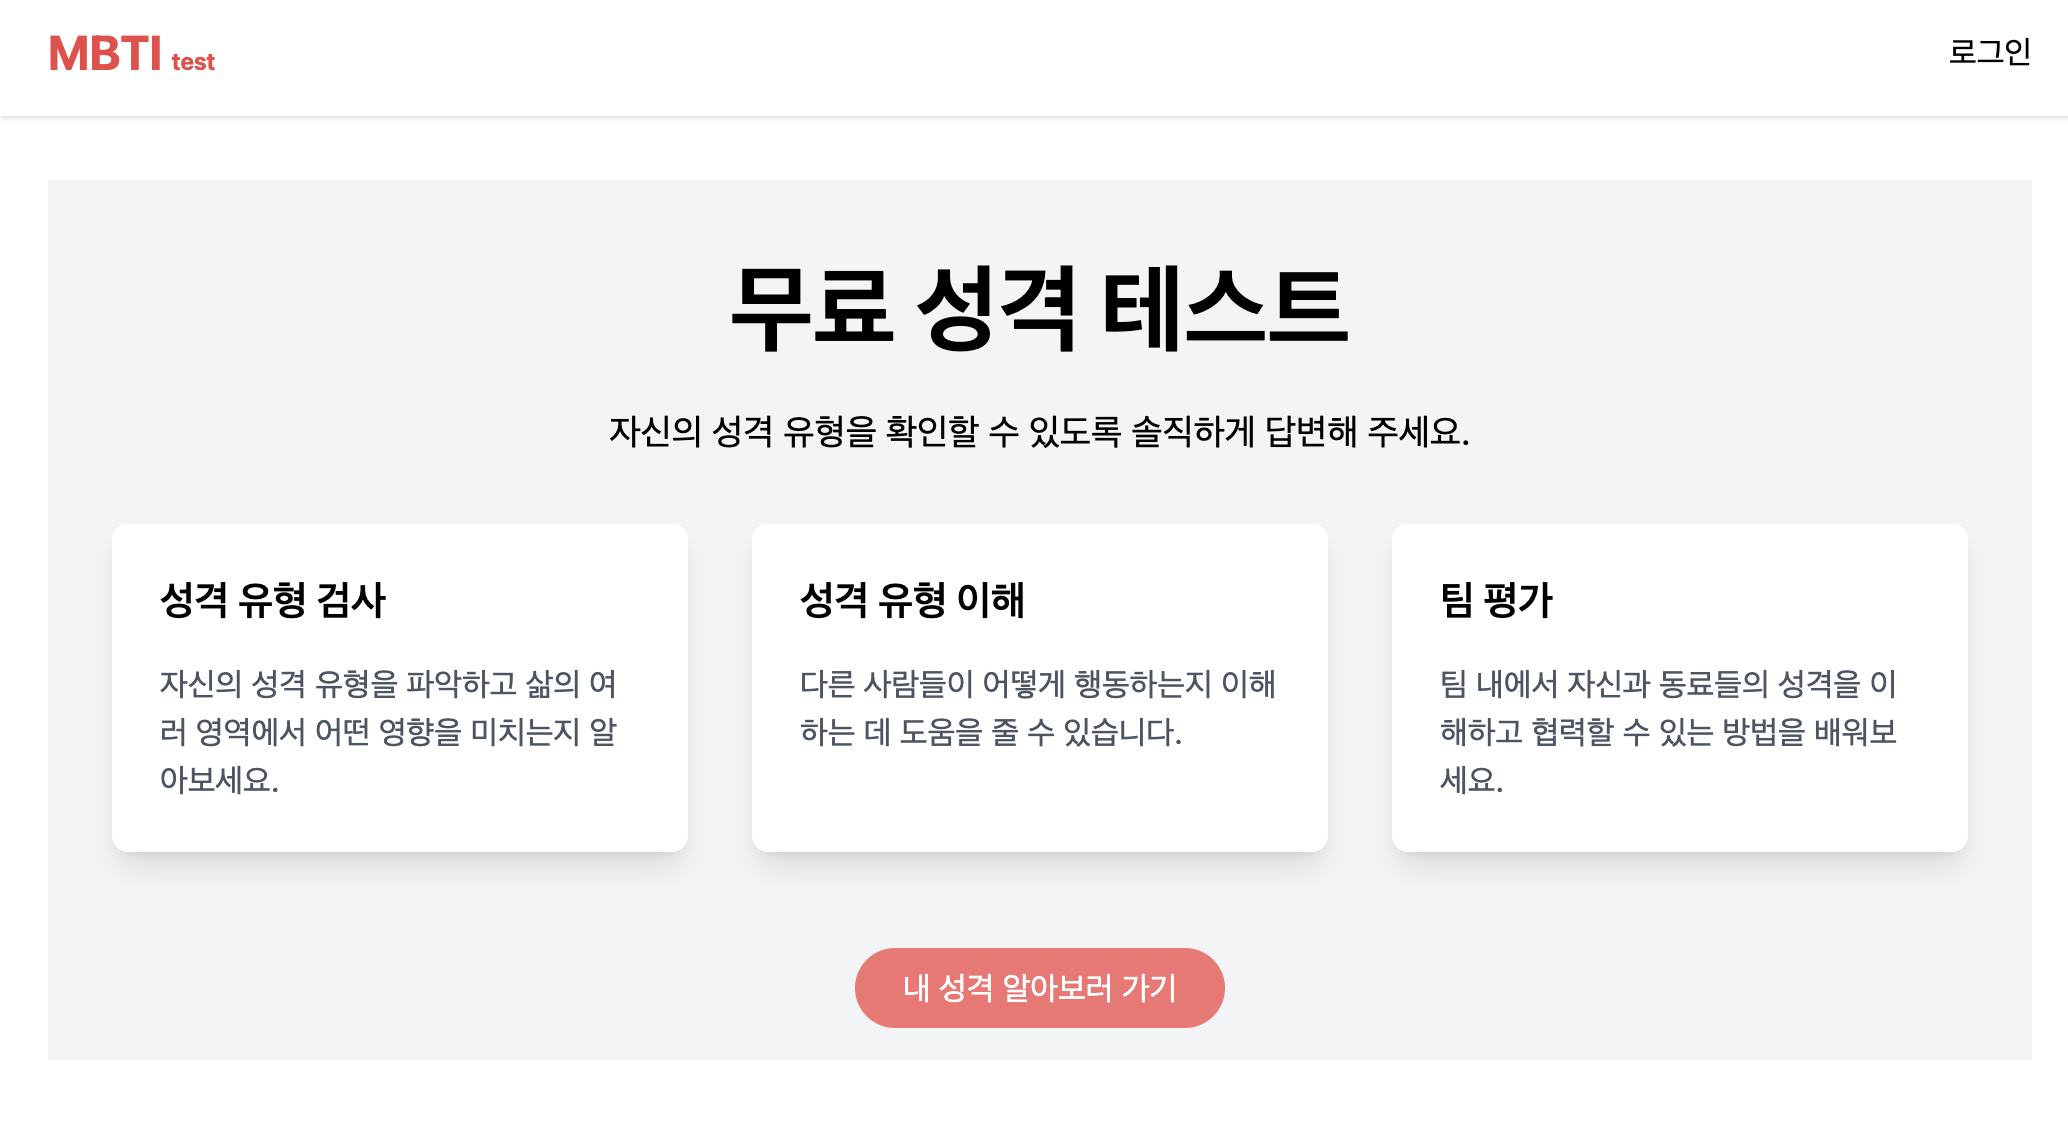 MBTI test
로그인
무료 성격 테스트
자신의 성격 유형을 확인할 수 있도록 솔직하게 답변해 주세요.
성격 유형 검사
자신의 성격 유형을 파악하고 삶의 여
러 영역에서 어떤 영향을 미치는지 알
아보세요.
성격 유형 이해
다른 사람들이 어떻게 행동하는지 이해
하는 데 도움을 줄 수 있습니다.
팀 평가
팀 내에서 자신과 동료들의 성격을 이
해하고 협력할 수 있는 방법을 배워보
세요.
내 성격 알아보러 가기